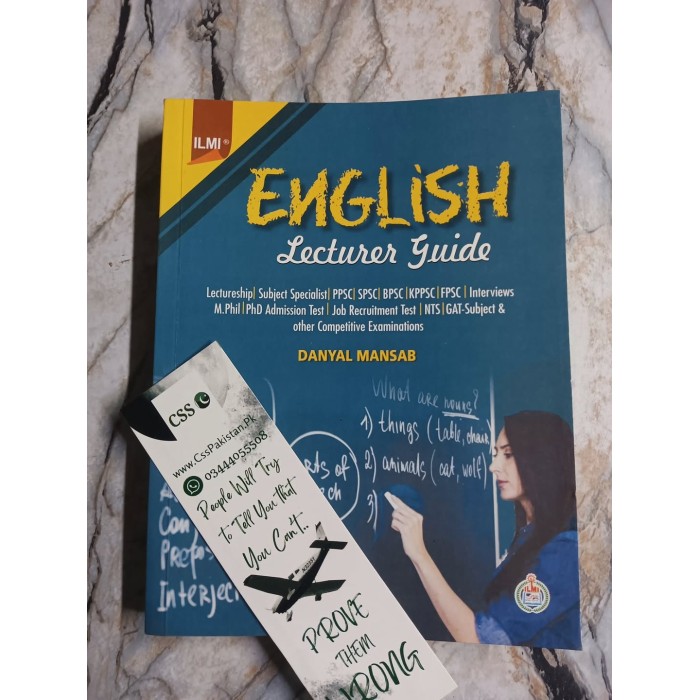 ILMI®
ENGLiSH
Lecturer Guide
Lectureship| Subject Specialist| PPSC| SPSC| BPSC |KPPSC|FPSC | Interviews
M.Phil|PhD Admission Test | Job Recruitment Test | NTS|GAT-Subject &
other Competitive Examinations
DANYAL MANSAB
What are nouns?
1) things (table, chair
2) animals (cat, wolf)
3)
Con
Prepo
Interjec
ILMI
CSS
www.CssPakistan.Pk
03444055508
People Will Try
to Tell You that
You Can't..
PROVE
THEM
WRONG